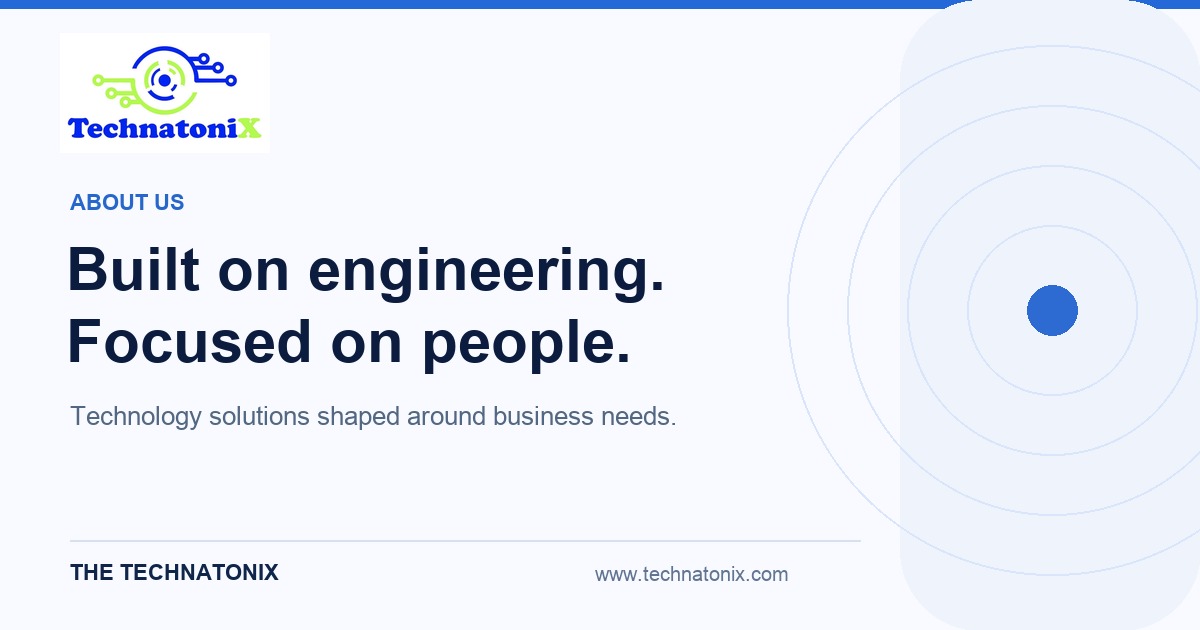 TechnatoniX
ABOUT US
Built on engineering.
Focused on people.
Technology solutions shaped around business needs.
THE TECHNATONIX
www.technatonix.com